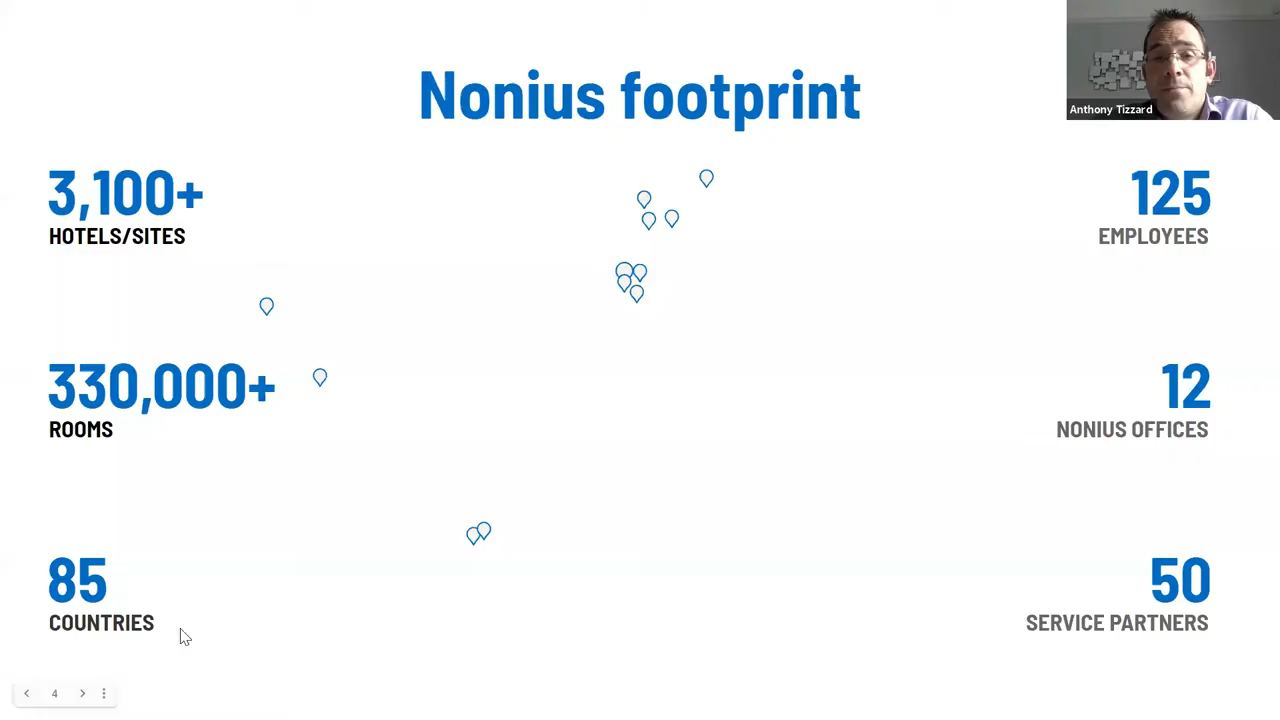 Nonius footprint
Anthony Tizzard
3,100+
HOTELS/SITES
125
EMPLOYEES
330,000+
ROOMS
12
NONIUS OFFICES
85
COUNTRIES
50
SERVICE PARTNERS
4